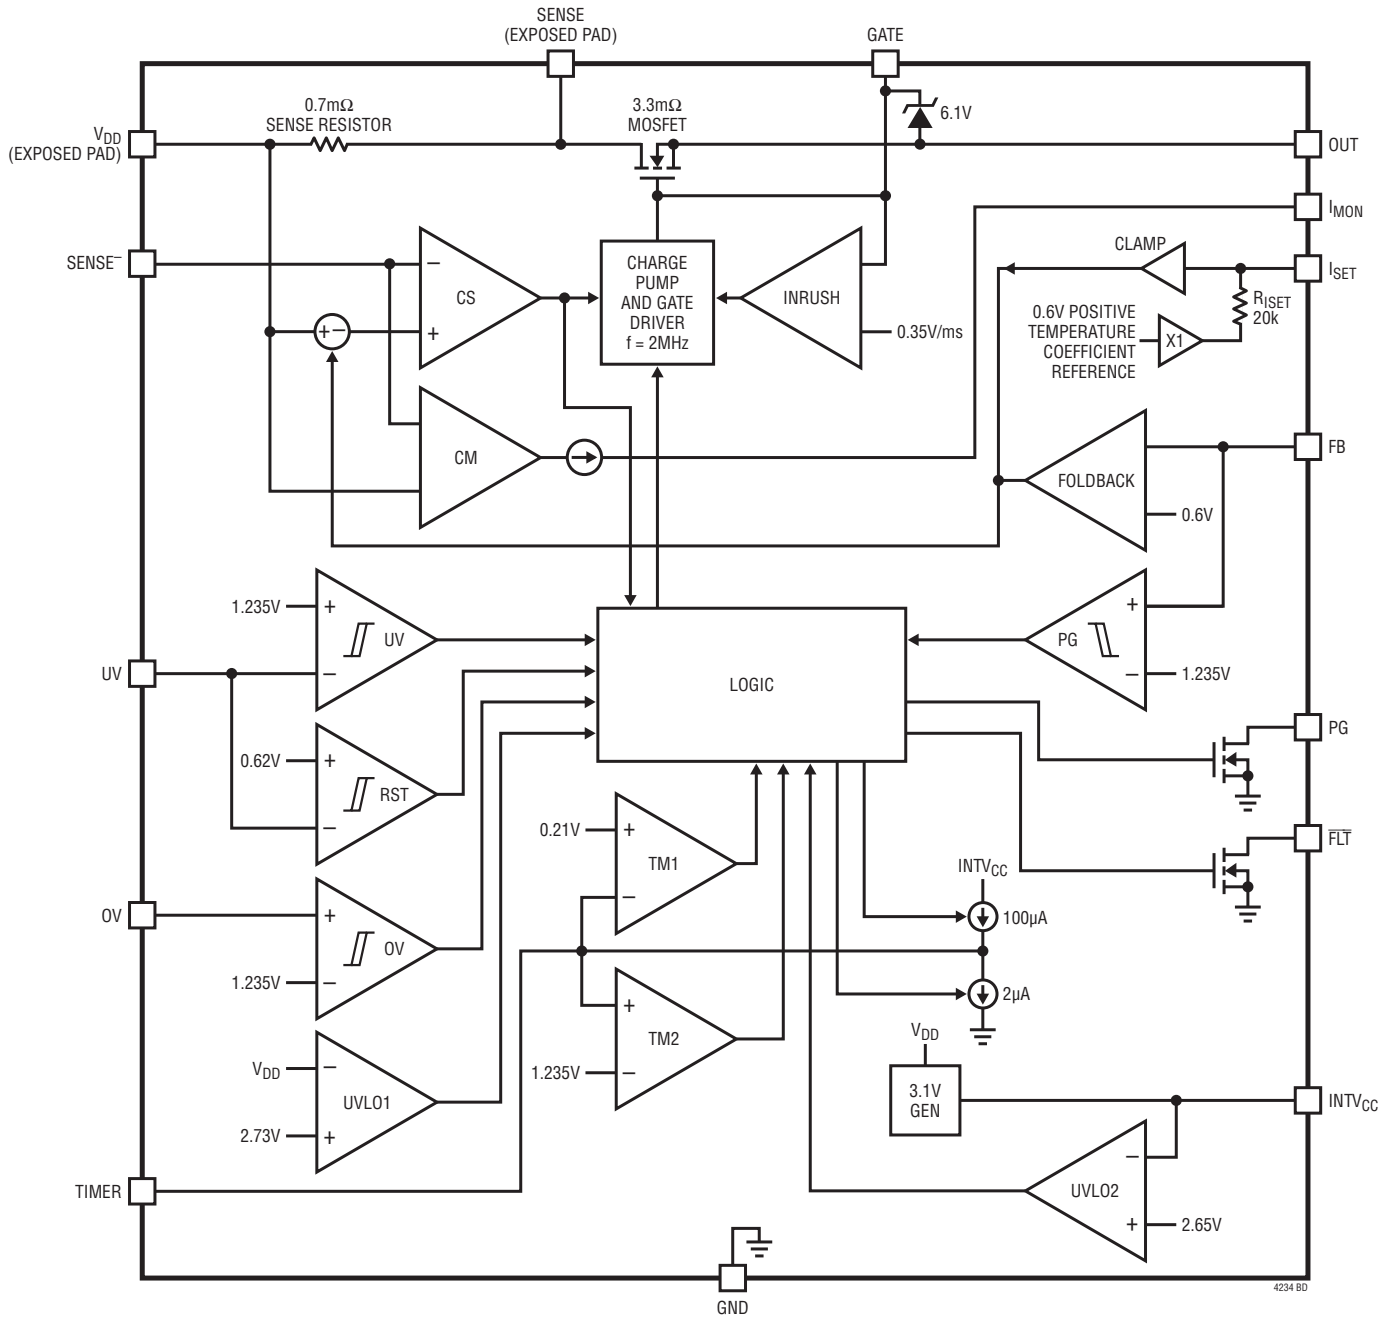 SENSE
(EXPOSED PAD)
GATE
0.7mΩ
SENSE RESISTOR
3.3mΩ
MOSFET
6.1V
VDD
(EXPOSED PAD)
OUT
IMON
SENSE–
–
CS
+
+–
CHARGE
PUMP
AND GATE
DRIVER
f = 2MHz
INRUSH
0.35V/ms
CLAMP
ISET
RISET
20k
0.6V POSITIVE
TEMPERATURE
COEFFICIENT
REFERENCE
X1
CM
FOLDBACK
FB
0.6V
1.235V
+
UV
–
UV
LOGIC
+
PG
–
1.235V
PG
0.62V
+
RST
–
0.21V
+
TM1
–
FLT
INTVCC
100µA
OV
+
OV
1.235V
–
+
TM2
1.235V
–
2µA
VDD
3.1V
GEN
INTVCC
VDD
–
UVLO1
2.73V
+
–
UVLO2
+
2.65V
TIMER
GND
4234 BD